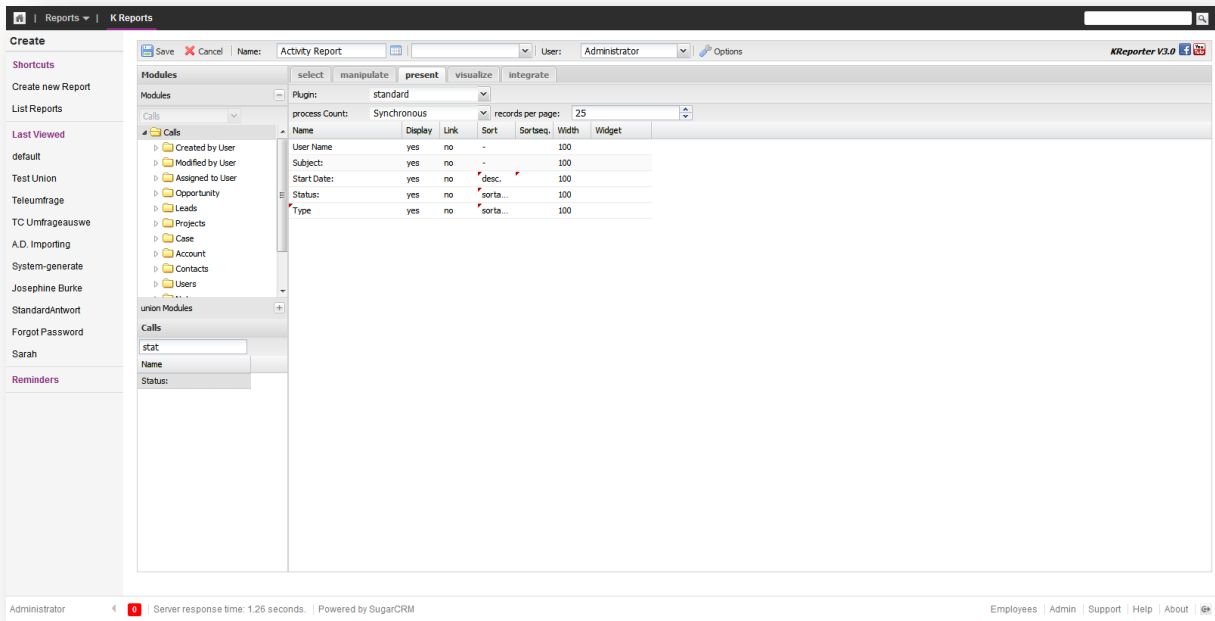 Reports
K Reports
Create
Shortcuts
Create new Report
List Reports
Last Viewed
default
Test Union
Teleumfrage
TC Umfrageauswe
A.D. Importing
System-generate
Josephine Burke
StandardAntwort
Forgot Password
Sarah
Reminders
Save Cancel Name: Activity Report User: Administrator Options KReporter V3.0
Modules
Modules
Calls
Calls
Created by User
Modified by User
Assigned to User
Opportunity
Leads
Projects
Case
Account
Contacts
Users
union Modules
Calls
stat
Name
Status:
select manipulate present visualize integrate
Plugin: standard
process Count: Synchronous records per page: 25
Name Display Link Sort Sortseq. Width Widget
User Name yes no - 100
Subject: yes no - 100
Start Date: yes no desc. 100
Status: yes no sorta... 100
Type yes no sorta... 100
Administrator 0 Server response time: 1.26 seconds. Powered by SugarCRM Employees Admin Support Help About